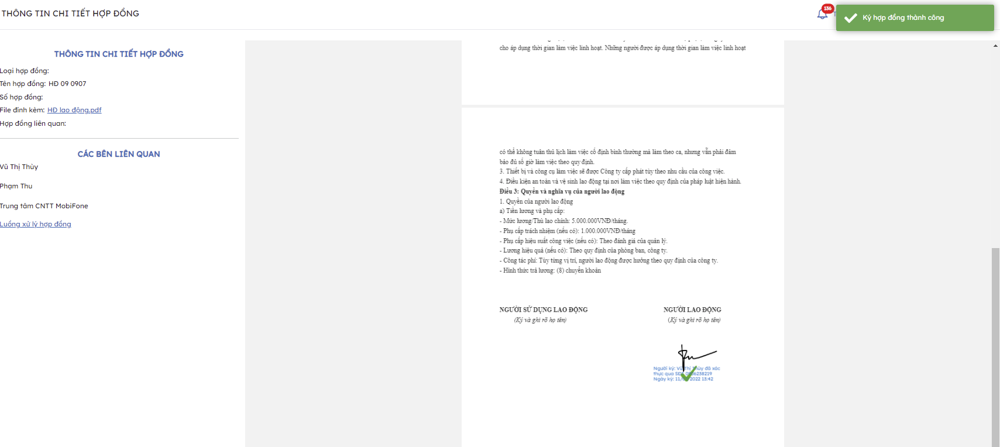 THÔNG TIN CHI TIẾT HỢP ĐỒNG
136
Ký hợp đồng thành công
THÔNG TIN CHI TIẾT HỢP ĐỒNG
Loại hợp đồng:
Tên hợp đồng: HĐ 09 0907
Số hợp đồng:
File đính kèm: HĐ lao động.pdf
Hợp đồng liên quan:
CÁC BÊN LIÊN QUAN
Vũ Thị Thùy
Phạm Thu
Trung tâm CNTT MobiFone
Luồng xử lý hợp đồng
cho áp dụng thời gian làm việc linh hoạt. Những người được áp dụng thời gian làm việc linh hoạt
có thể không tuân thủ lịch làm việc cố định bình thường mà làm theo ca, nhưng vẫn phải đảm
bảo đủ số giờ làm việc theo quy định.
3. Thiết bị và công cụ làm việc sẽ được Công ty cấp phát tùy theo nhu cầu của công việc.
4. Điều kiện an toàn và vệ sinh lao động tại nơi làm việc theo quy định của pháp luật hiện hành.
Điều 3: Quyền và nghĩa vụ của người lao động
1. Quyền của người lao động
a) Tiền lương và phụ cấp:
- Mức lương/Thù lao chính: 5.000.000VNĐ/tháng.
- Phụ cấp trách nhiệm (nếu có): 1.000.000VNĐ/tháng
- Phụ cấp hiệu suất công việc (nếu có): Theo đánh giá của quản lý.
- Lương hiệu quả (nếu có): Theo quy định của phòng ban, công ty.
- Công tác phí: Tùy từng vị trí, người lao động được hưởng theo quy định của công ty.
- Hình thức trả lương: (8) chuyển khoản
NGƯỜI SỬ DỤNG LAO ĐỘNG
(Ký và ghi rõ họ tên)
NGƯỜI LAO ĐỘNG
(Ký và ghi rõ họ tên)
Người ký: Vũ Thị Thùy đã xác
thực qua SĐT
Ngày ký: 2022 13:42